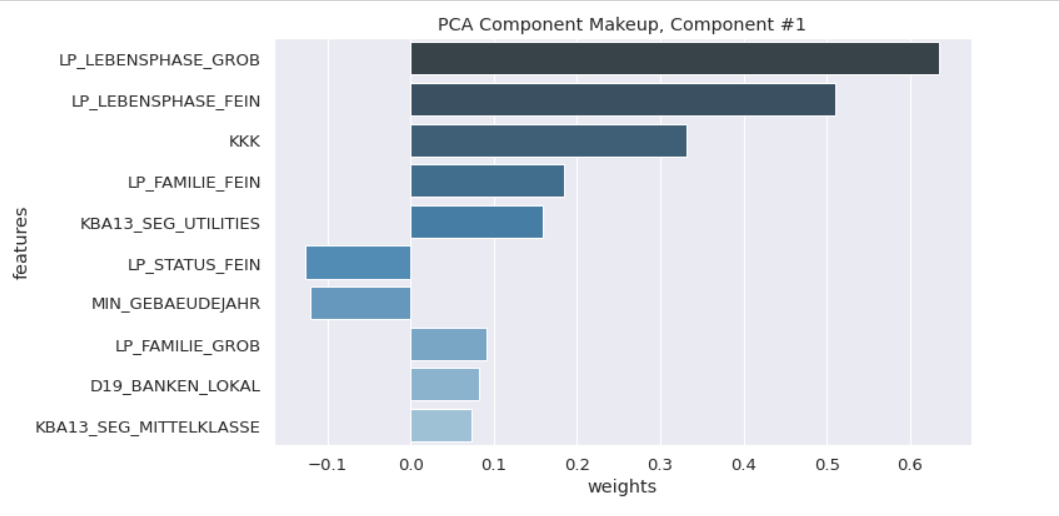 PCA Component Makeup, Component #1
LP_LEBENSPHASE_GROB
LP_LEBENSPHASE_FEIN
KKK
LP_FAMILIE_FEIN
KBA13_SEG_UTILITIES
LP_STATUS_FEIN
MIN_GEBAEUDEJAHR
LP_FAMILIE_GROB
D19_BANKEN_LOKAL
KBA13_SEG_MITTELKLASSE
features
−0.1 0.0 0.1 0.2 0.3 0.4 0.5 0.6
weights